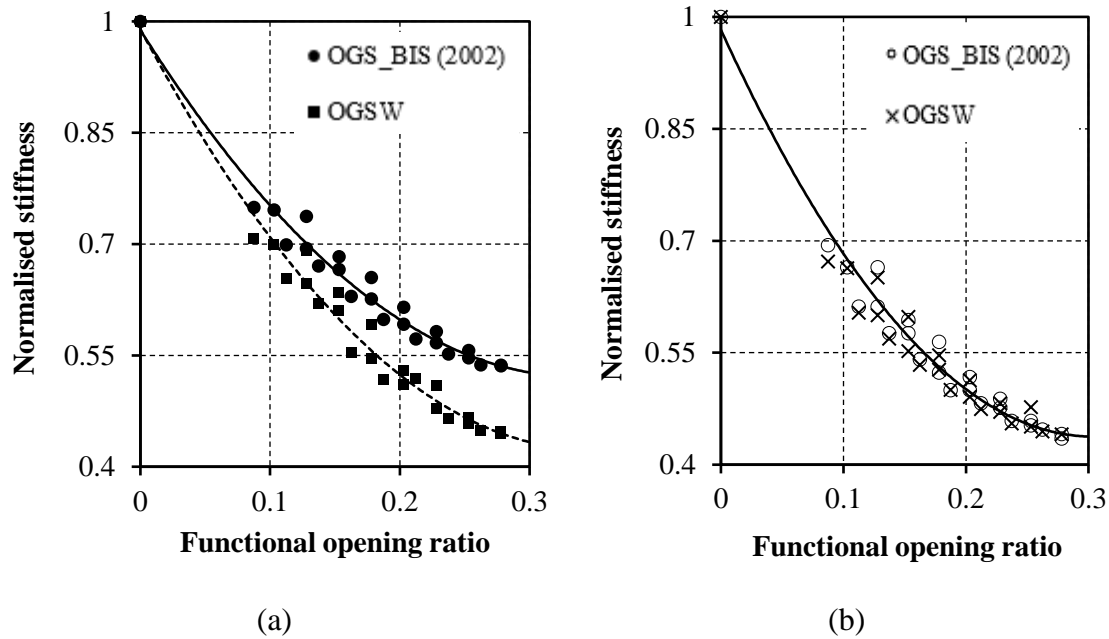 1
0.85
0.7
0.55
0.4
0
0.1
0.2
0.3
Normalised stiffness
Functional opening ratio
OGS_BIS (2002)
OGSW
(a)
1
0.85
0.7
0.55
0.4
0
0.1
0.2
0.3
Normalised stiffness
Functional opening ratio
OGS_BIS (2002)
OGSW
(b)